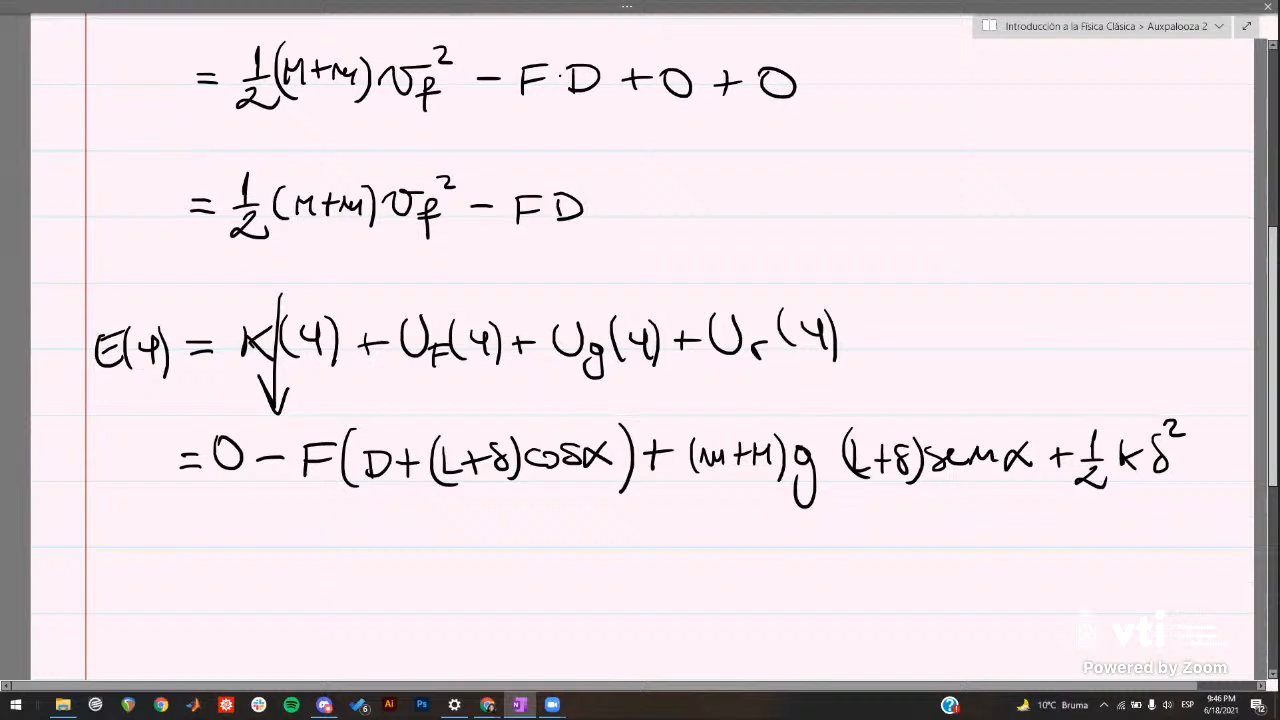 Introducción a la Física Clásica > Auxpalooza 2
= 1/2 (M+m) v_f^2 - F·D + 0 + 0
= 1/2 (M+m) v_f^2 - FD
E(4) = K(4) + U_F(4) + U_g(4) + U_r(4)
= 0 - F(D+(L+δ)cosα) + (m+M)g (L+δ)senα + 1/2 kδ^2
vti
Powered by Zoom
10°C Bruma ESP 9:46 PM
6/18/2021